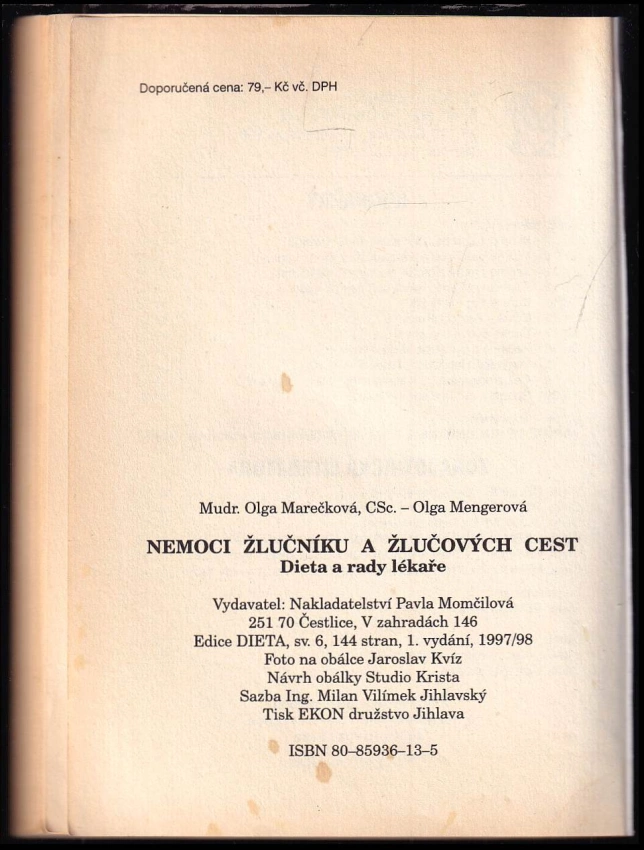 Doporučená cena: 79,– Kč vč. DPH
Mudr. Olga Marečková, CSc. – Olga Mengerová
NEMOCI ŽLUČNÍKU A ŽLUČOVÝCH CEST
Dieta a rady lékaře
Vydavatel: Nakladatelství Pavla Momčilová
251 70 Čestlice, V zahradách 146
Edice DIETA, sv. 6, 144 stran, 1. vydání, 1997/98
Foto na obálce Jaroslav Kvíz
Návrh obálky Studio Krista
Sazba Ing. Milan Vilímek Jihlavský
Tisk EKON družstvo Jihlava
ISBN 80–85936–13–5